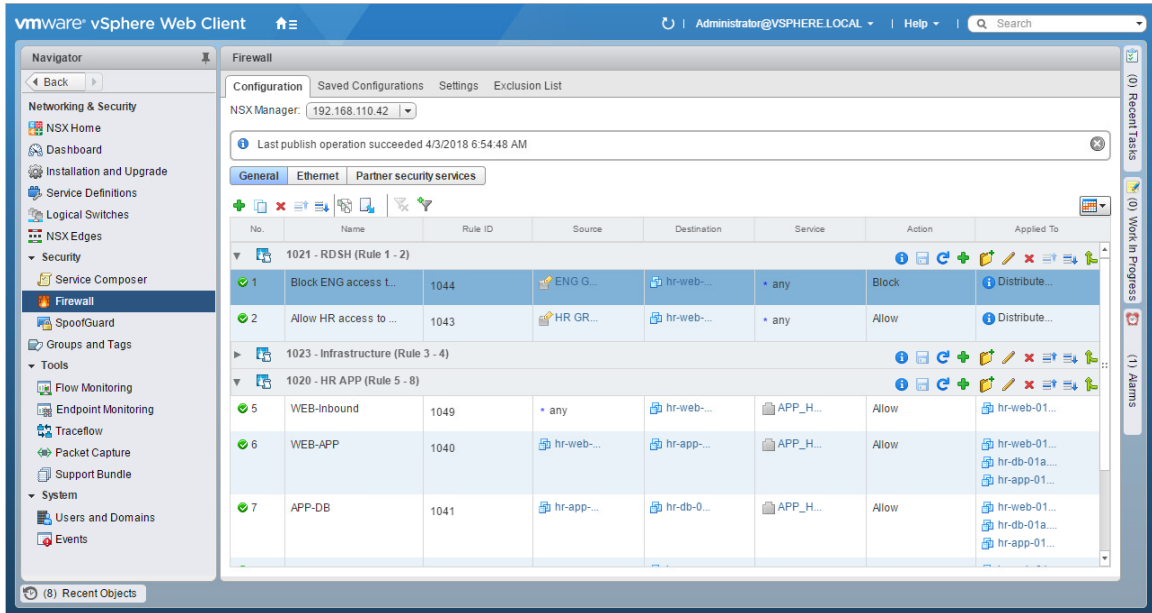 vmware® vSphere Web Client
Administrator@VSPHERE.LOCAL | Help | Search
Navigator
Back
Networking & Security
NSX Home
Dashboard
Installation and Upgrade
Service Definitions
Logical Switches
NSX Edges
Security
Service Composer
Firewall
SpoofGuard
Groups and Tags
Tools
Flow Monitoring
Endpoint Monitoring
Traceflow
Packet Capture
Support Bundle
System
Users and Domains
Events
Firewall
Configuration Saved Configurations Settings Exclusion List
NSX Manager: 192.168.110.42
Last publish operation succeeded 4/3/2018 6:54:48 AM
General Ethernet Partner security services
No. Name Rule ID Source Destination Service Action Applied To
1021 - RDSH (Rule 1 - 2)
1 Block ENG access t... 1044 ENG G... hr-web-... any Block Distribute...
2 Allow HR access to ... 1043 HR GR... hr-web-... any Allow Distribute...
1023 - Infrastructure (Rule 3 - 4)
1020 - HR APP (Rule 5 - 8)
5 WEB-Inbound 1049 any hr-web-... APP_H... Allow hr-web-01...
6 WEB-APP 1040 hr-web-... hr-app-... APP_H... Allow hr-web-01...
hr-db-01a....
hr-app-01...
7 APP-DB 1041 hr-app-... hr-db-0... APP_H... Allow hr-web-01...
hr-db-01a....
hr-app-01...
(0) Recent Tasks
(0) Work In Progress
(1) Alarms
(8) Recent Objects